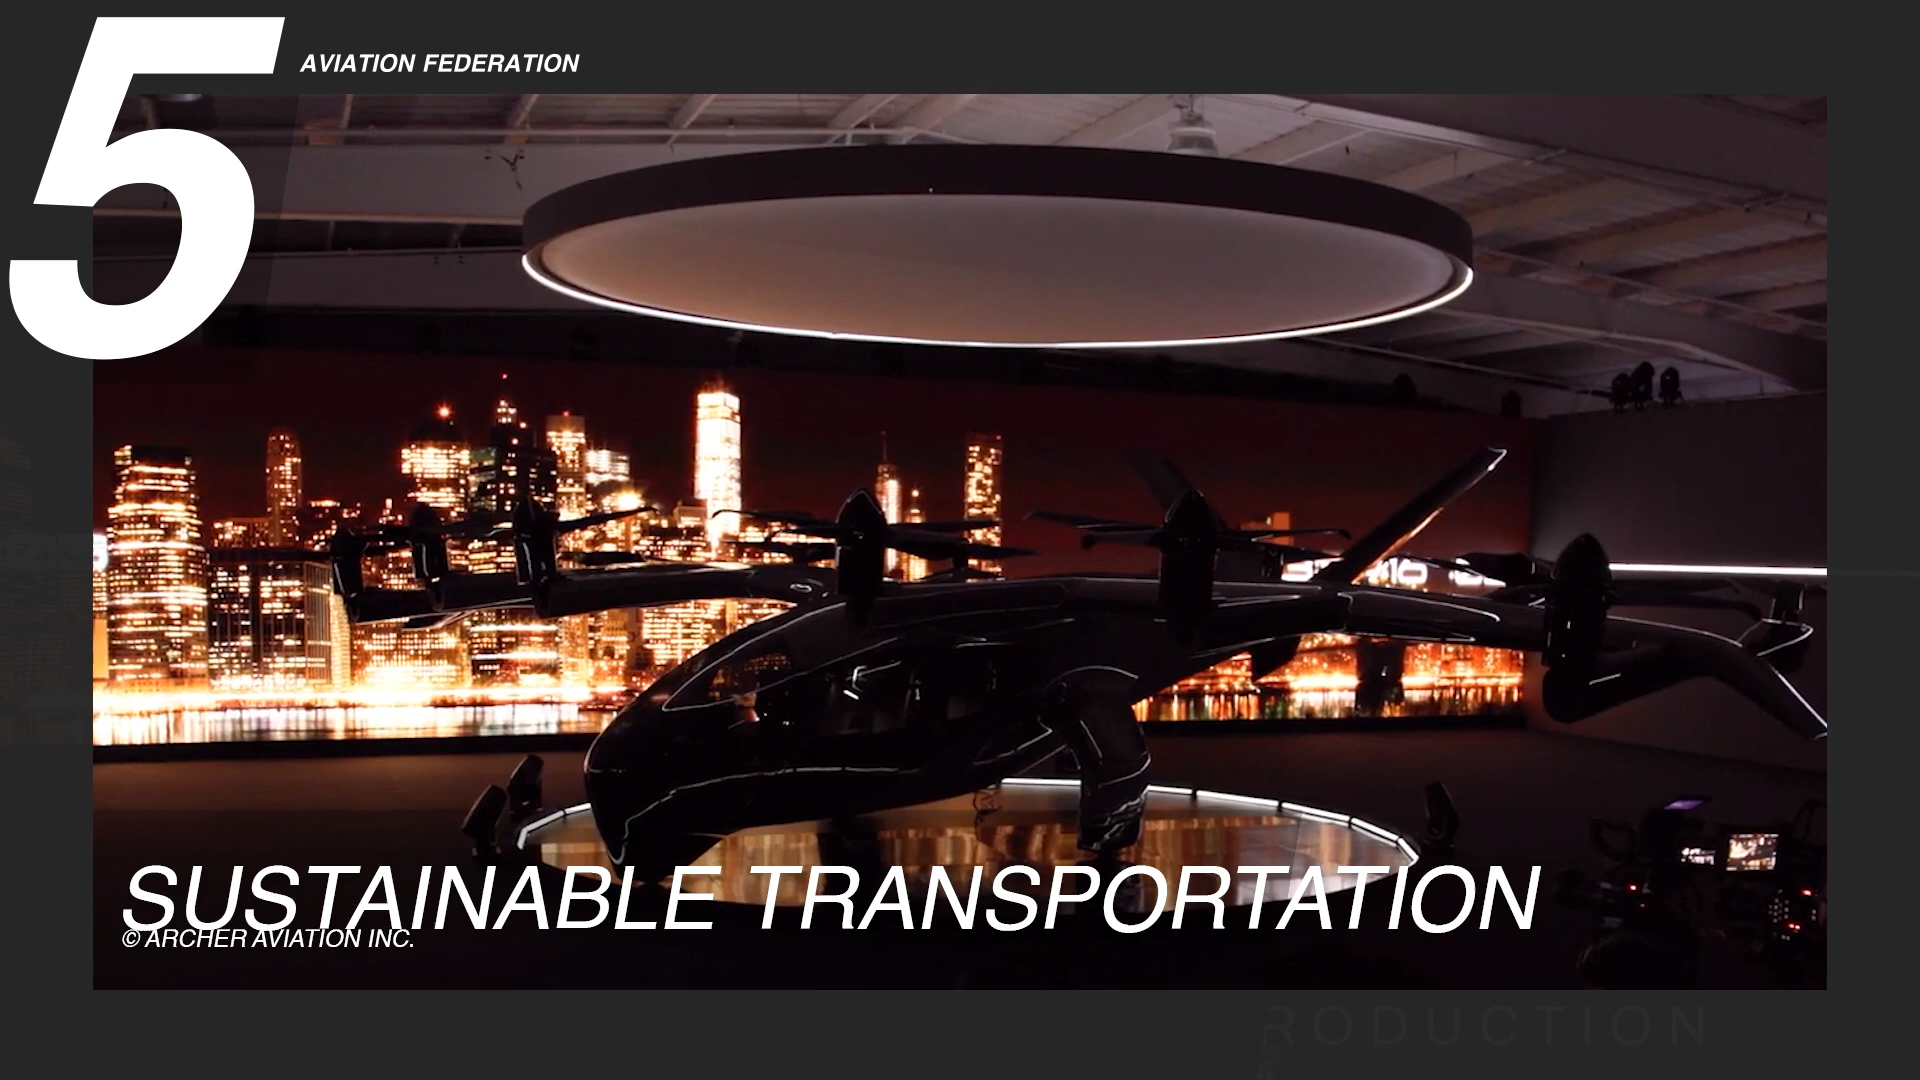 5
AVIATION FEDERATION
SUSTAINABLE TRANSPORTATION
© ARCHER AVIATION INC.
RODUCTION